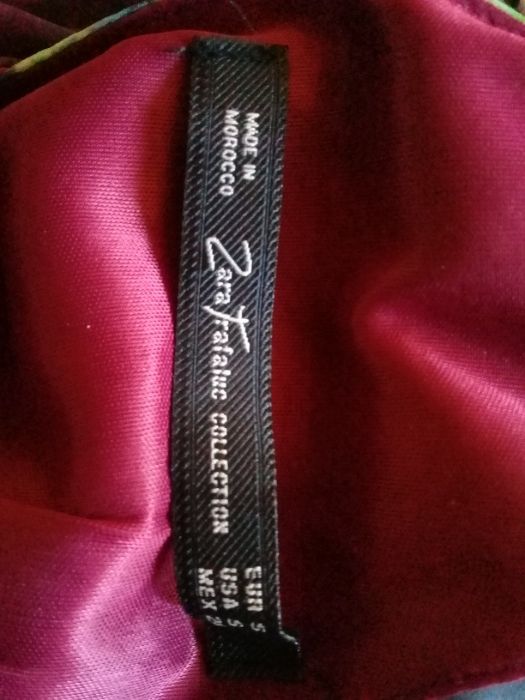 MADE IN
MOROCCO
Zara Trafaluc COLLECTION
EUR S
USA S
MEX